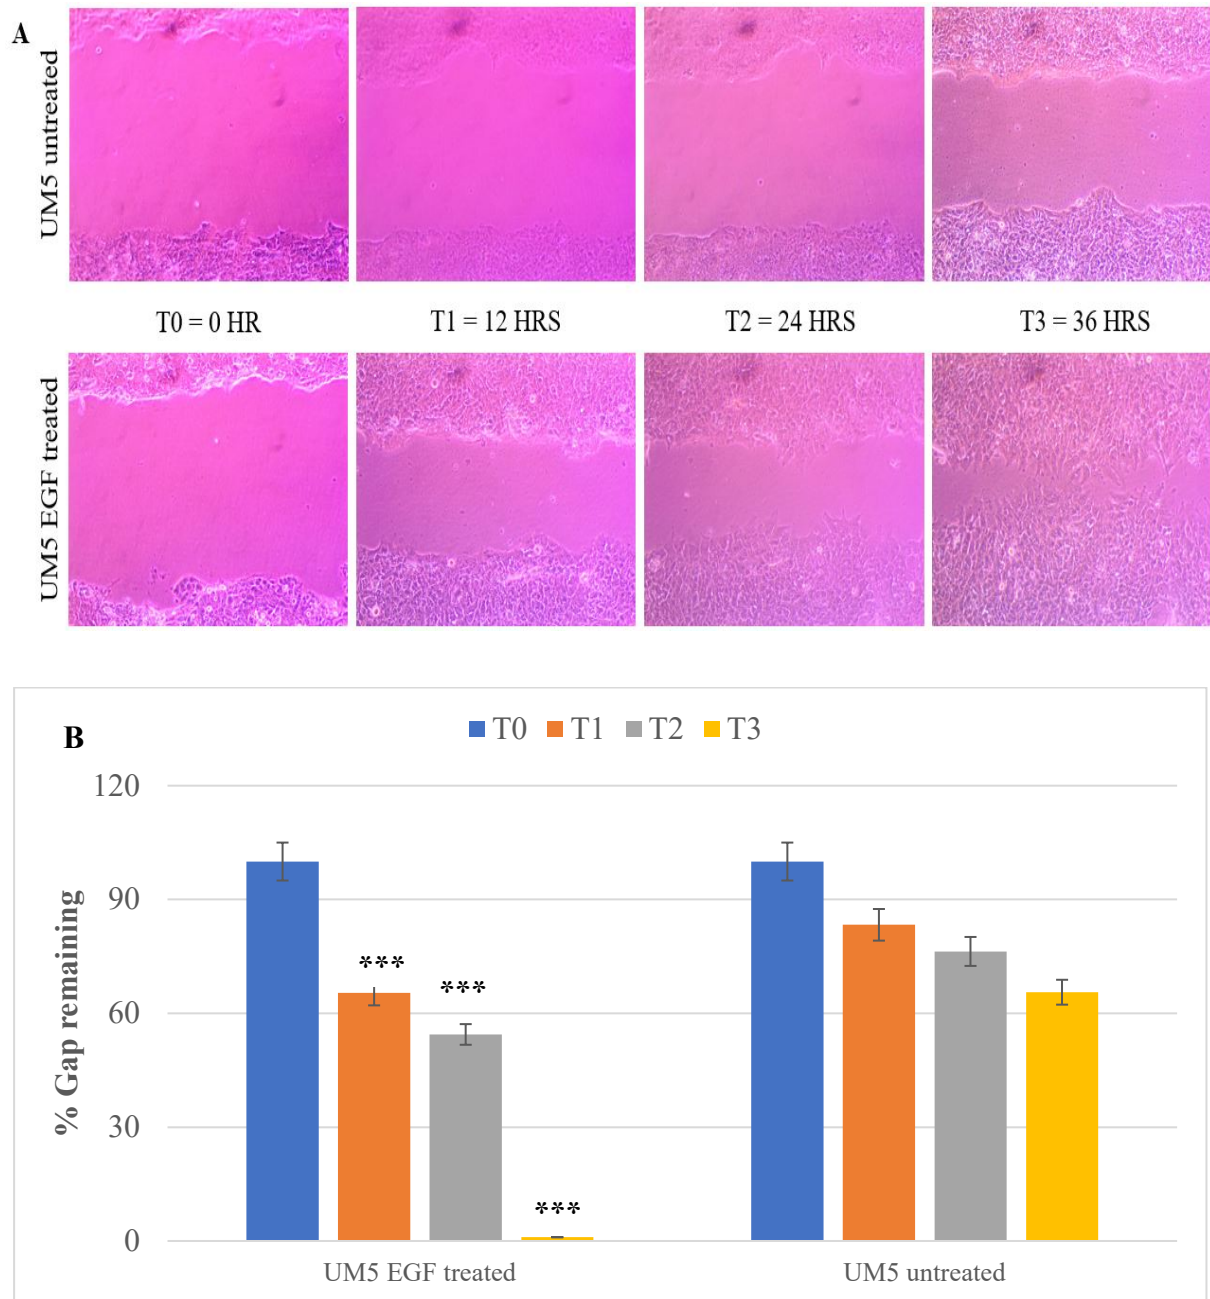 A
UM5 untreated
T0 = 0 HR
T1 = 12 HRS
T2 = 24 HRS
T3 = 36 HRS
UM5 EGF treated
B
T0
T1
T2
T3
% Gap remaining
120
90
60
30
0
***
***
***
UM5 EGF treated
UM5 untreated